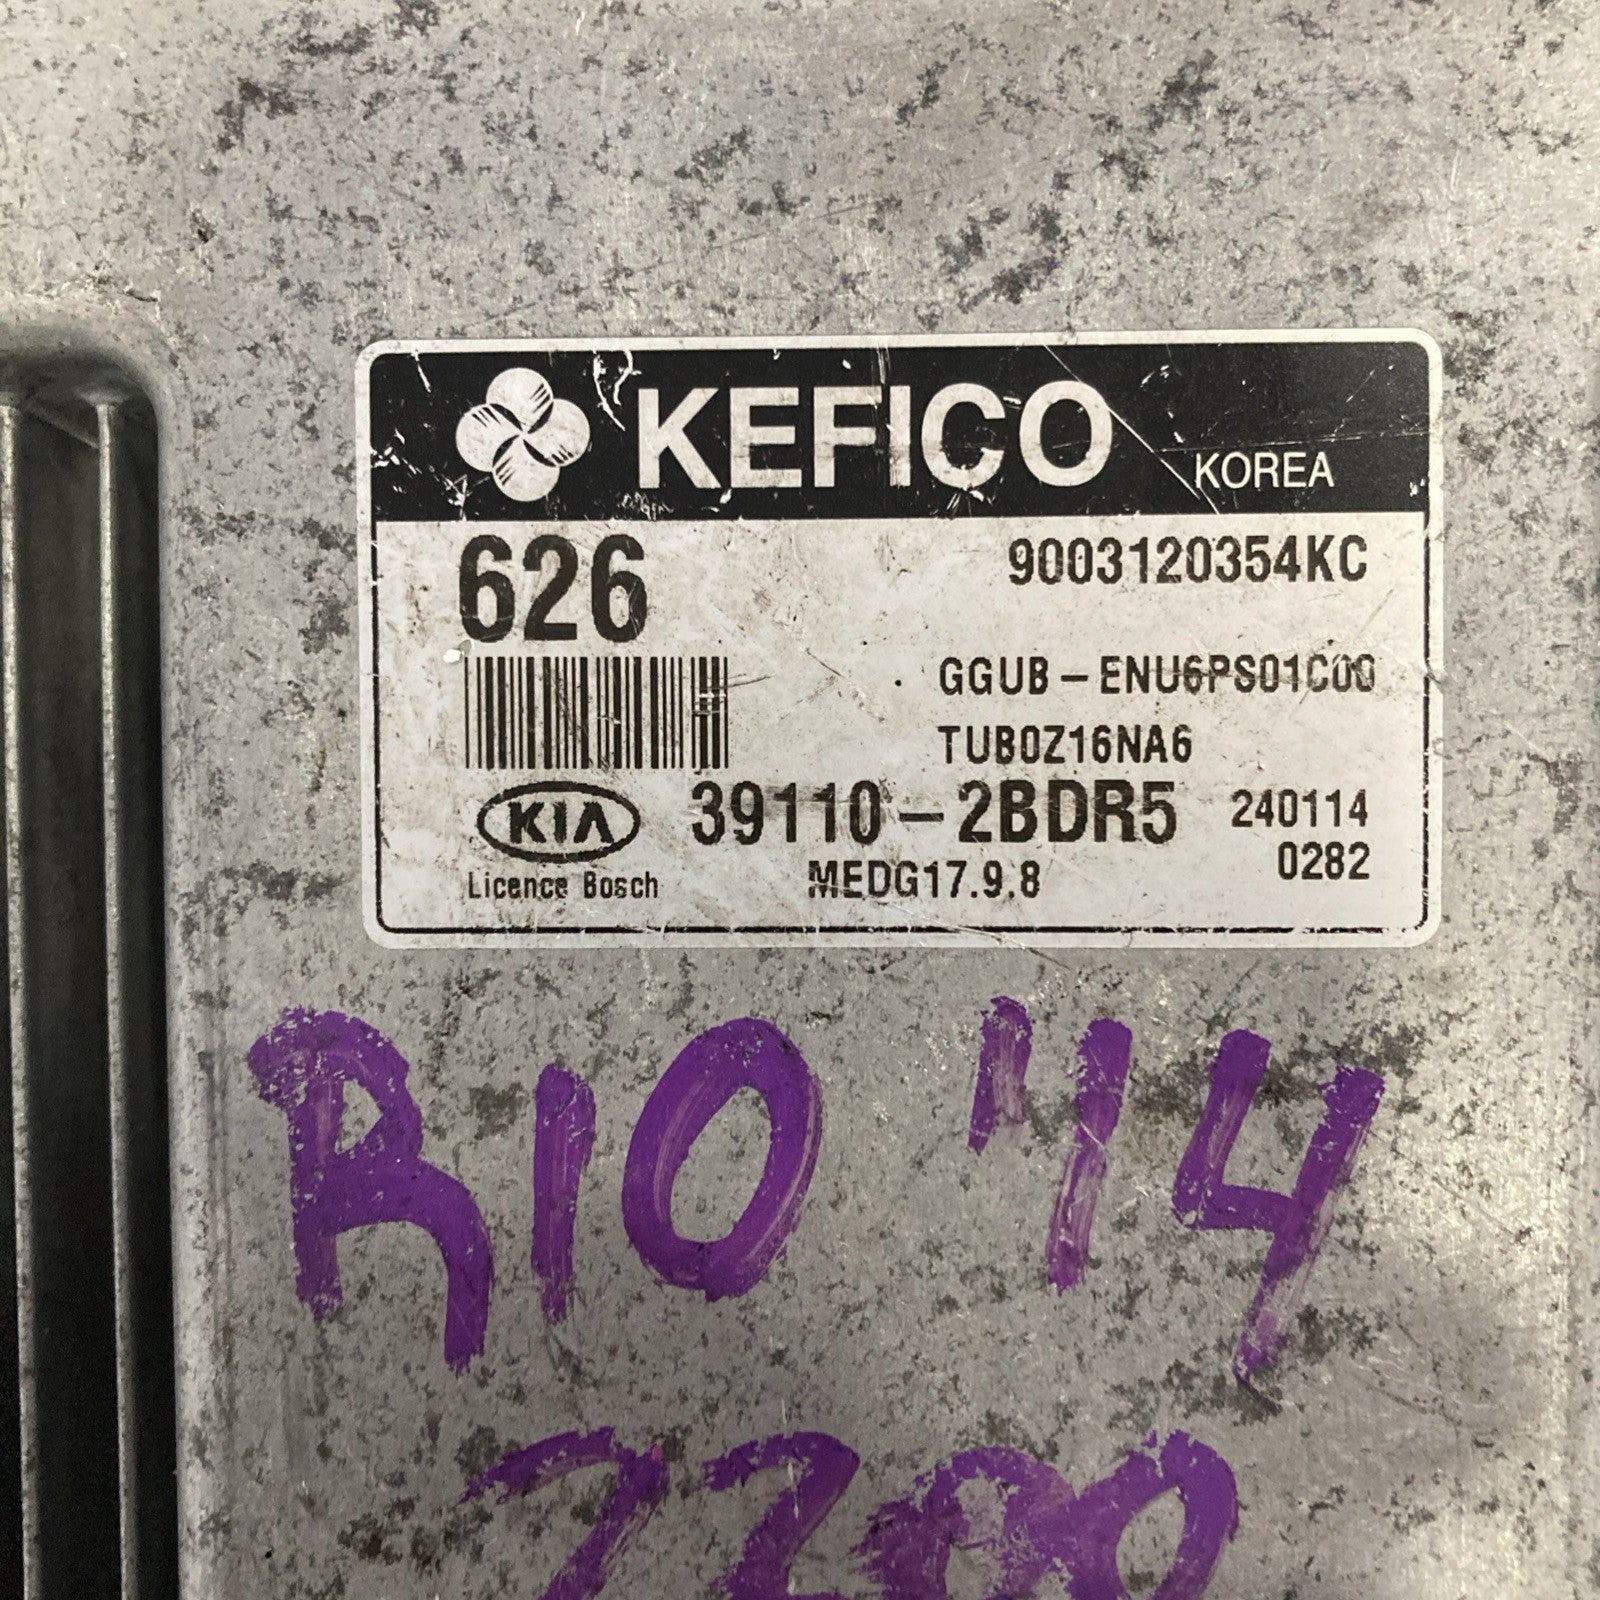 KEFICO KOREA
626 9003120354KC
GGUB-ENU6PS01C00
TUB0Z16NA6
KIA 39110-2BDR5 240114
Licence Bosch MEDG17.9.8 0282
RIO '14